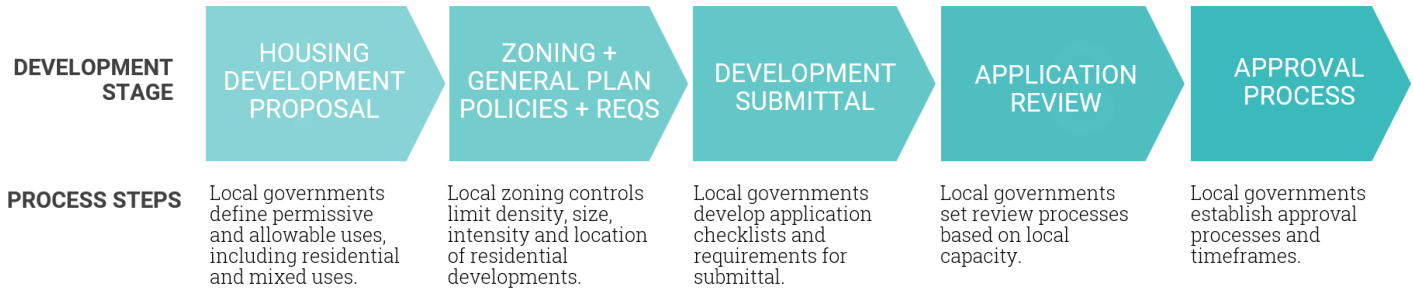 DEVELOPMENT
STAGE
HOUSING
DEVELOPMENT
PROPOSAL
ZONING +
GENERAL PLAN
POLICIES + REQS
DEVELOPMENT
SUBMITTAL
APPLICATION
REVIEW
APPROVAL
PROCESS
PROCESS STEPS
Local governments
define permissive
and allowable uses,
including residential
and mixed uses.
Local zoning controls
limit density, size,
intensity and location
of residential
developments.
Local governments
develop application
checklists and
requirements for
submittal.
Local governments
set review processes
based on local
capacity.
Local governments
establish approval
processes and
timeframes.